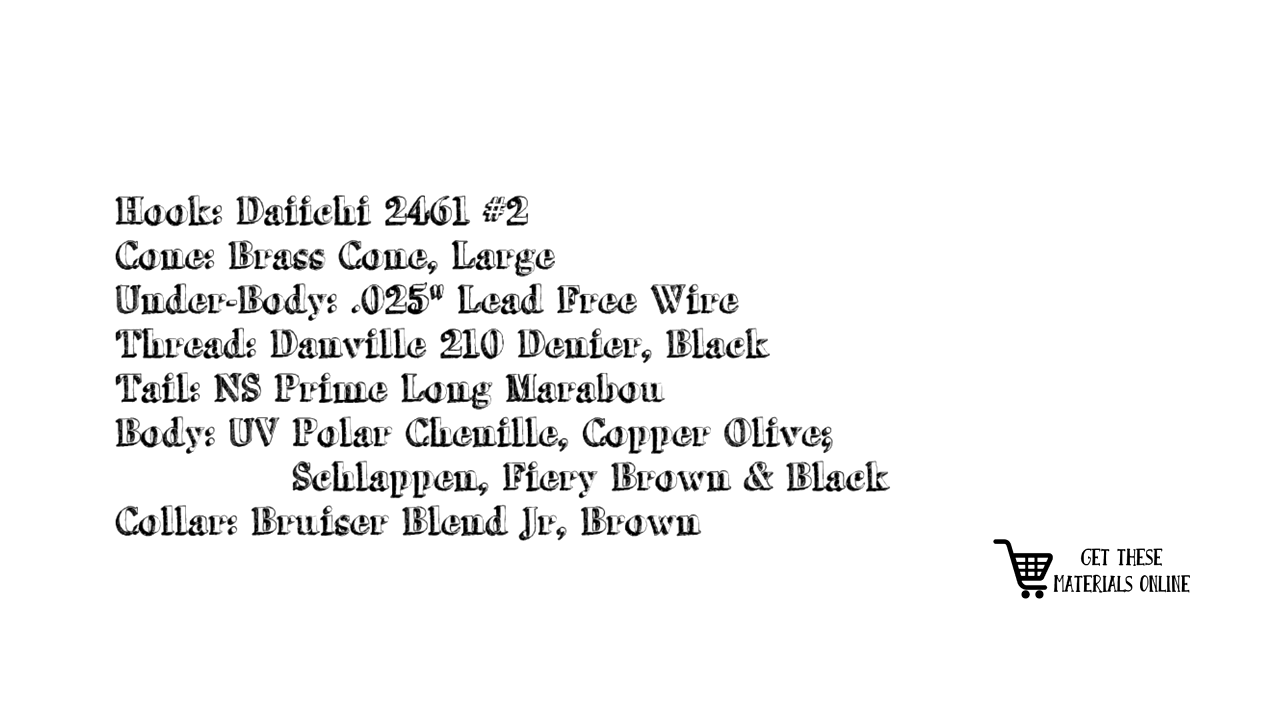 Hook: Daiichi 2461 #2
Cone: Brass Cone, Large
Under-Body: .025" Lead Free Wire
Thread: Danville 210 Denier, Black
Tail: NS Prime Long Marabou
Body: UV Polar Chenille, Copper Olive;
Schlappen, Fiery Brown & Black
Collar: Bruiser Blend Jr, Brown
GET THESE
MATERIALS ONLINE